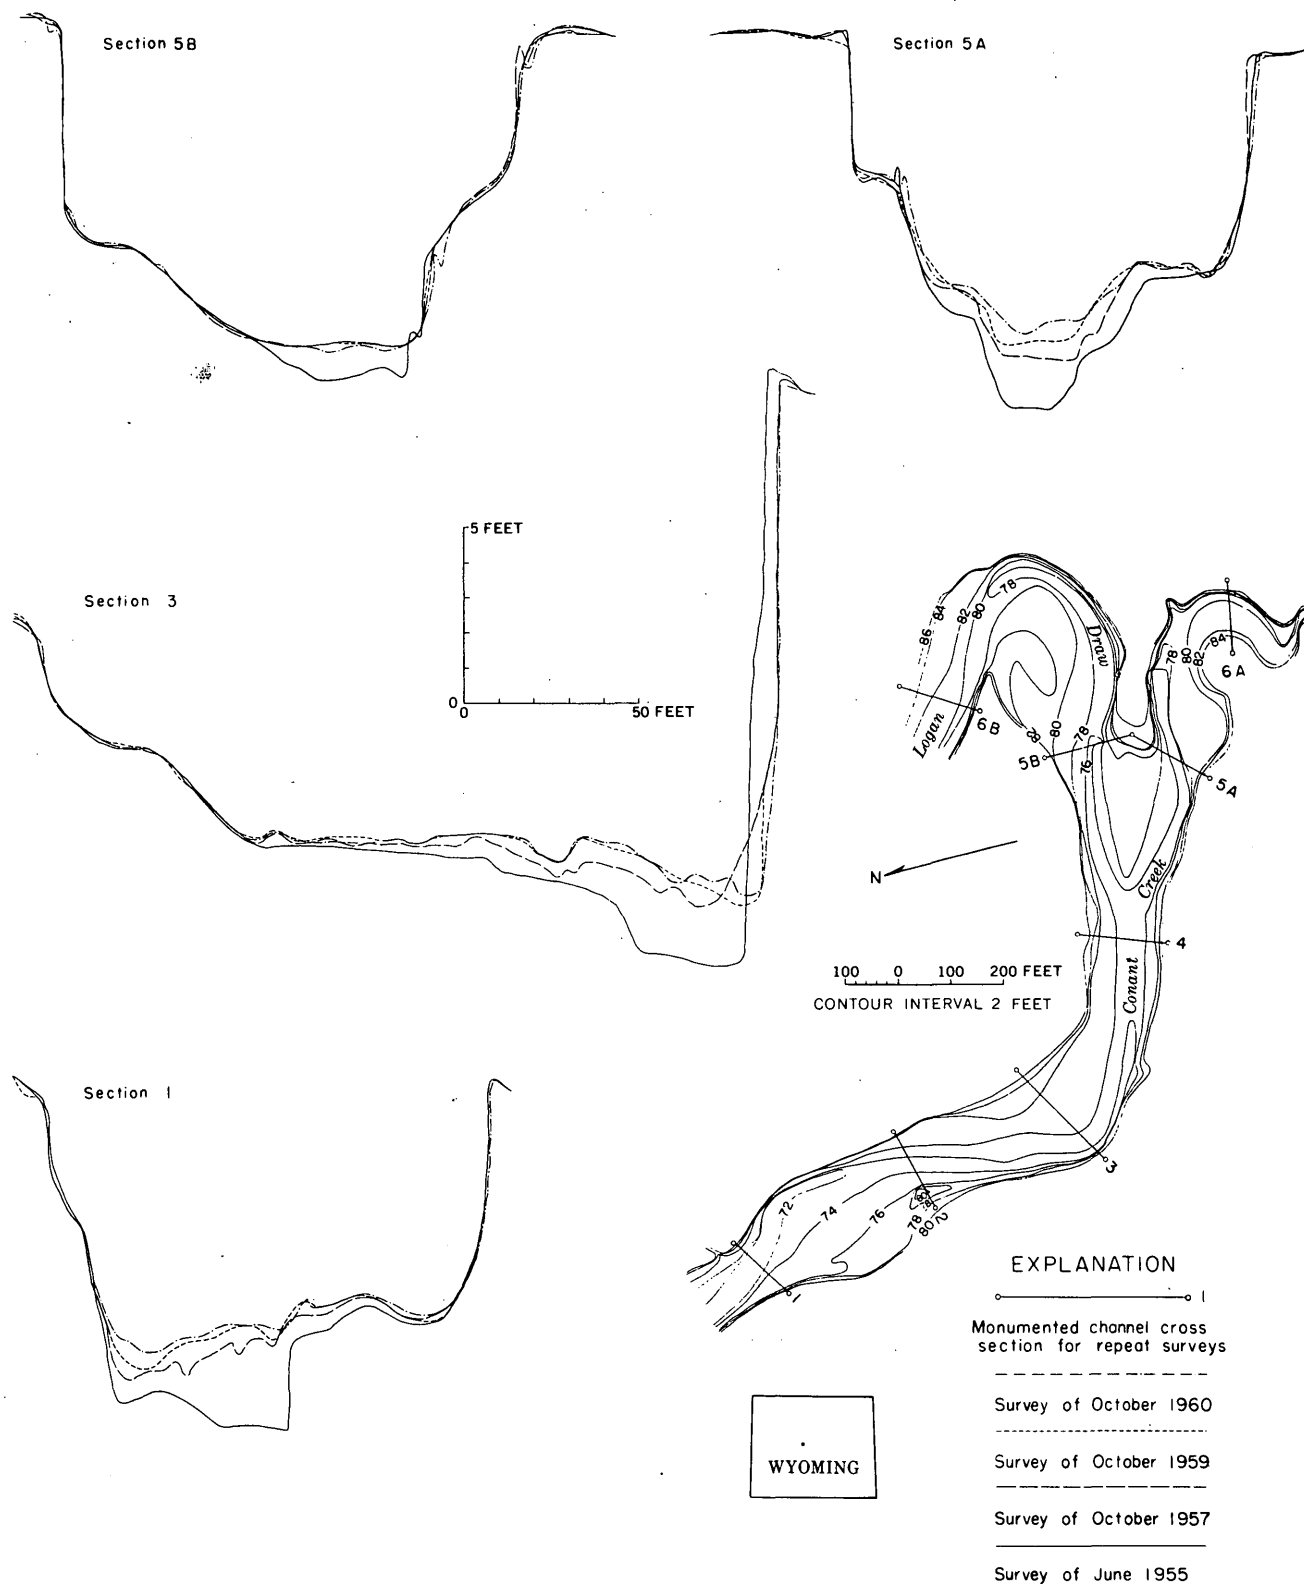 Section 5B
Section 5A
Section 3
5 FEET
0
0
50 FEET
Section 1
86
84
82
80
78
Draw
Logan
6B
82
80
78
76
5B
78
80
82
84
6A
5A
N
Creek
4
Conant
100 0 100 200 FEET
CONTOUR INTERVAL 2 FEET
3
72
74
76
78
80
2
1
EXPLANATION
1
Monumented channel cross
section for repeat surveys
Survey of October 1960
Survey of October 1959
Survey of October 1957
Survey of June 1955
WYOMING